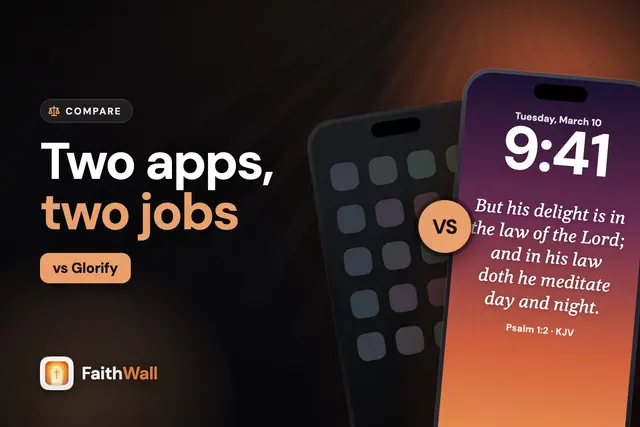 COMPARE
Two apps,
two jobs
vs Glorify
FaithWall
VS
Tuesday, March 10
9:41
But his delight is in
the law of the Lord;
and in his law
doth he meditate
day and night.
Psalm 1:2 · KJV